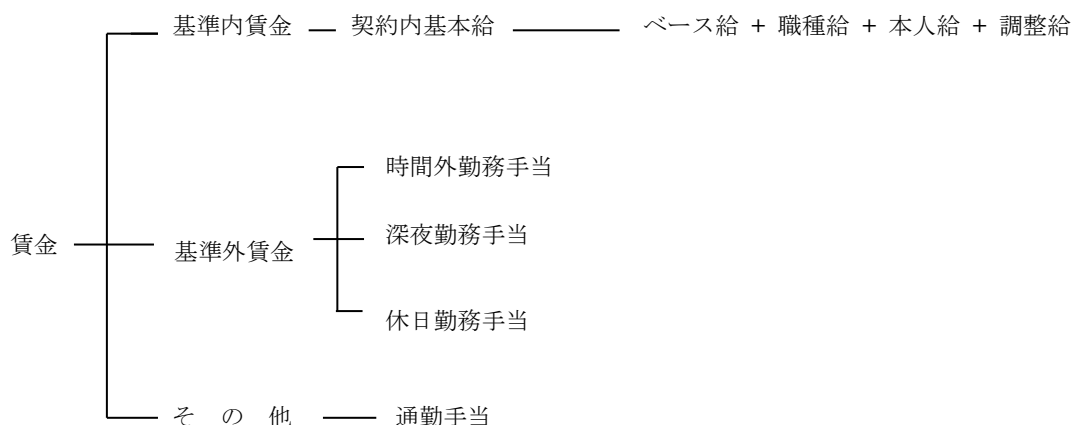 基準内賃金 契約内基本給 ベース給 + 職種給 + 本人給 + 調整給
時間外勤務手当
深夜勤務手当
賃金 基準外賃金
休日勤務手当
そ の 他 通勤手当